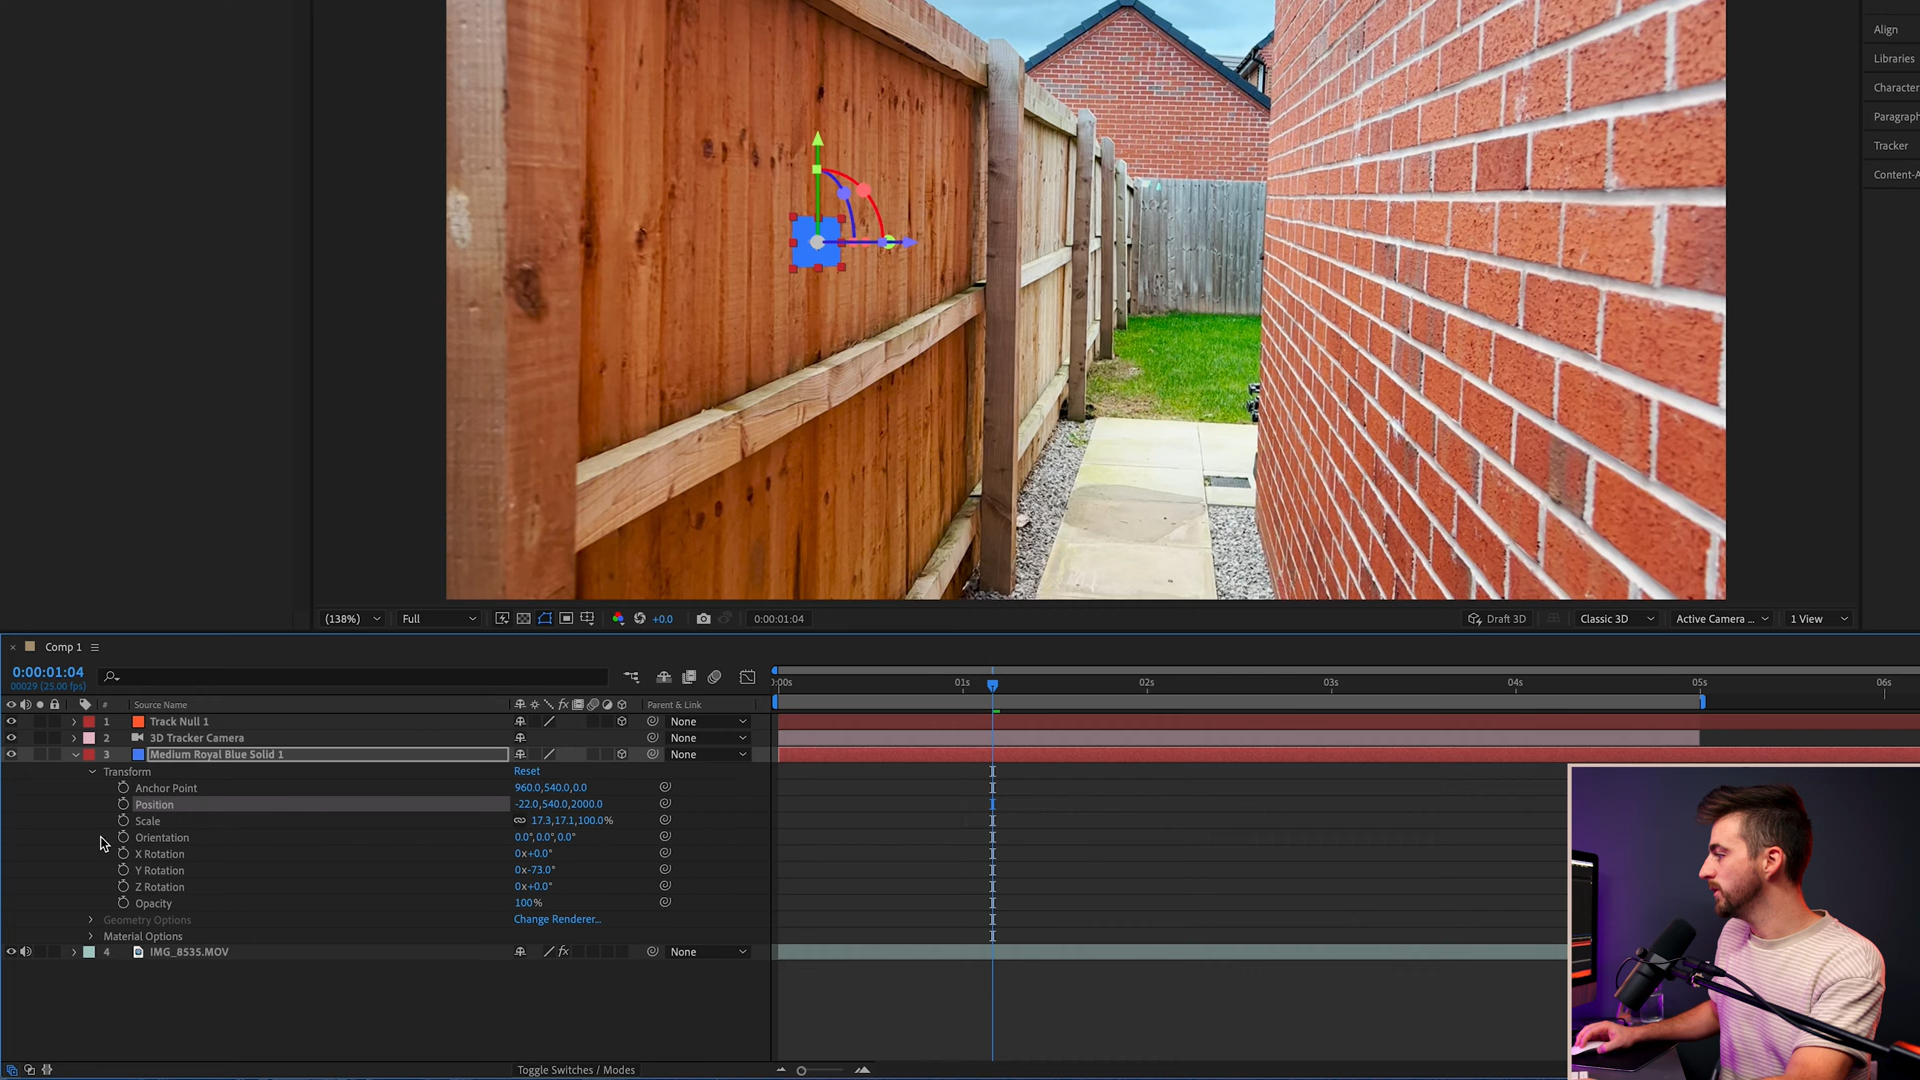 Align
Libraries
Character
Paragraph
Tracker
Content-A
(138%)
Full
+0.0
0:00:01:04
Draft 3D
Classic 3D
Active Camera ...
1 View
Comp 1
0:00:01:04
00029 (25.00 fps)
:00s
01s
02s
03s
04s
05s
06s
#
Source Name
fx
Parent & Link
1
Track Null 1
None
2
3D Tracker Camera
None
3
Medium Royal Blue Solid 1
None
Transform
Reset
Anchor Point
960.0,540.0,0.0
Position
-22.0,540.0,2000.0
Scale
17.3,17.1,100.0%
Orientation
0.0°,0.0°,0.0°
X Rotation
0x+0.0°
Y Rotation
0x-73.0°
Z Rotation
0x+0.0°
Opacity
100%
Geometry Options
Change Renderer...
Material Options
4
IMG_8535.MOV
fx
None
Toggle Switches / Modes